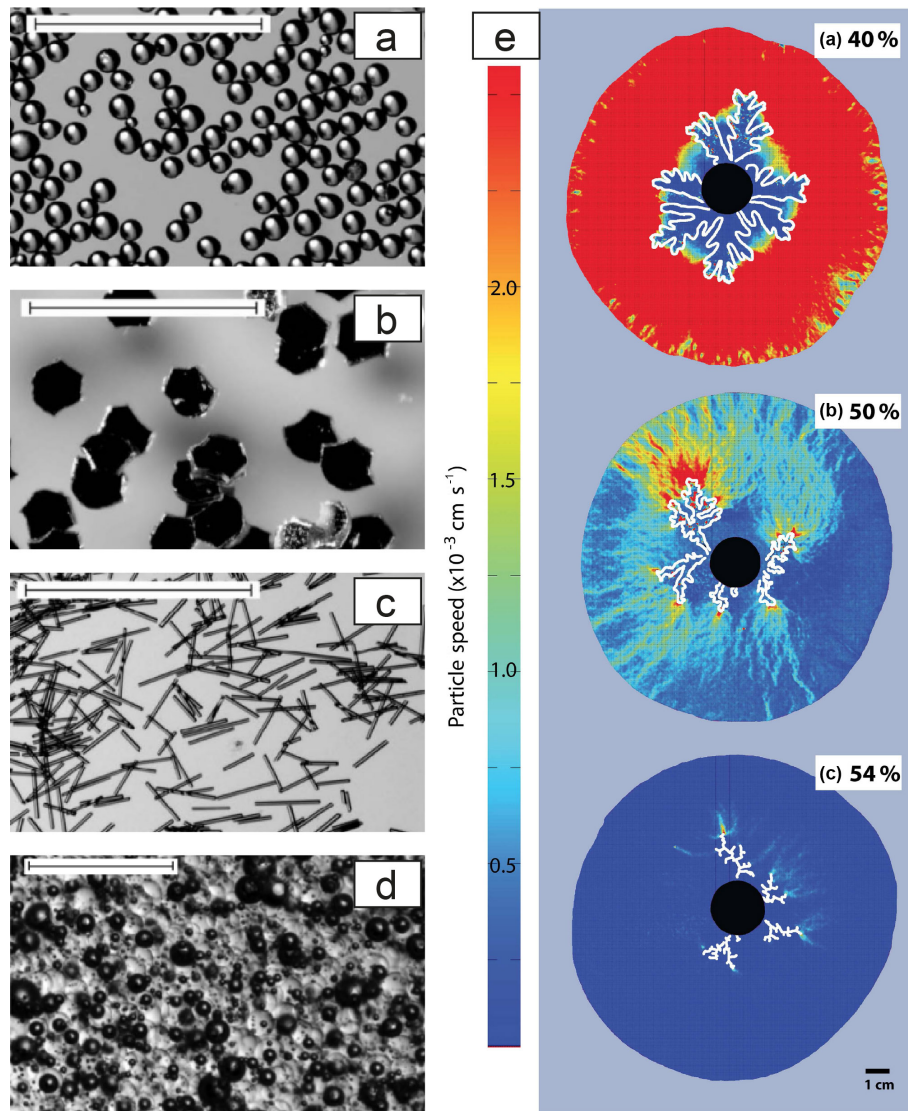 a
b
c
d
e
Particle speed (x10⁻³ cm s⁻¹)
2.0
1.5
1.0
0.5
(a) 40 %
(b) 50 %
(c) 54 %
1 cm